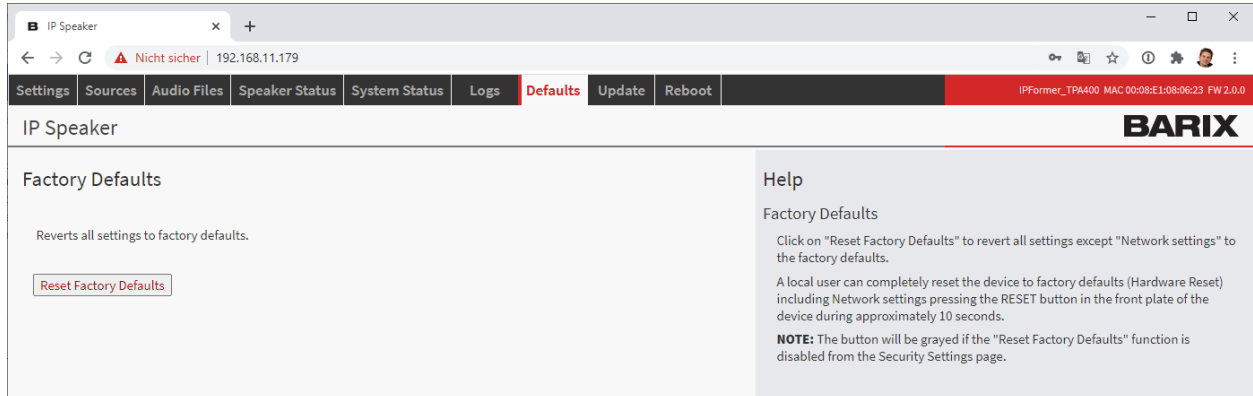 B IP Speaker
Nicht sicher | 192.168.11.179
Settings Sources Audio Files Speaker Status System Status Logs Defaults Update Reboot
IPFormer_TPA400 MAC 00:08:E1:08:06:23 FW 2.0.0
IP Speaker
BARIX
Factory Defaults
Reverts all settings to factory defaults.
Reset Factory Defaults
Help
Factory Defaults
Click on "Reset Factory Defaults" to revert all settings except "Network settings" to
the factory defaults.
A local user can completely reset the device to factory defaults (Hardware Reset)
including Network settings pressing the RESET button in the front plate of the
device during approximately 10 seconds.
NOTE: The button will be grayed if the "Reset Factory Defaults" function is
disabled from the Security Settings page.